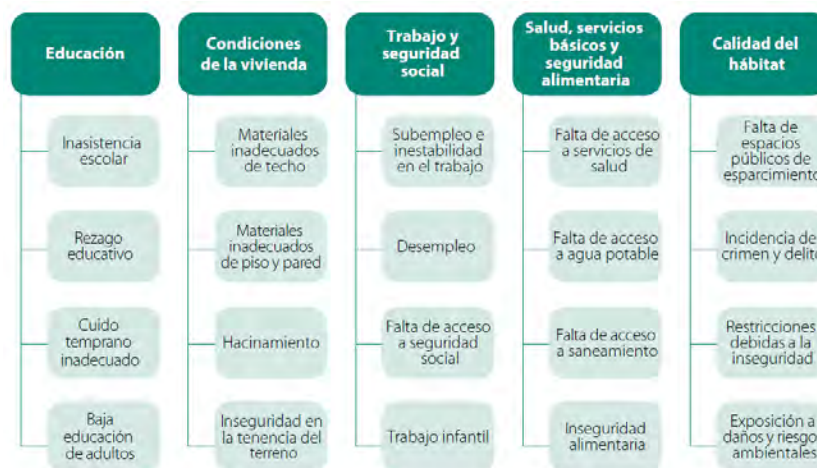 Educación
Inasistencia
escolar
Rezago
educativo
Cuido
temprano
inadecuado
Baja
educación
de adultos
Condiciones
de la vivienda
Materiales
inadecuados
de techo
Materiales
inadecuados
de piso y pared
Hacinamiento
Inseguridad en
la tenencia del
terreno
Trabajo y
seguridad
social
Subempleo e
inestabilidad
en el trabajo
Desempleo
Falta de acceso
a seguridad
social
Trabajo infantil
Salud, servicios
básicos y
seguridad
alimentaria
Falta de acceso
a servicios de
salud
Falta de acceso
a agua potable
Falta de acceso
a saneamiento
Inseguridad
alimentaria
Calidad del
hábitat
Falta de
espacios
públicos de
esparcimiento
Incidencia de
crimen y delito
Restricciones
debidas a la
inseguridad
Exposición a
daños y riesgo
ambientales